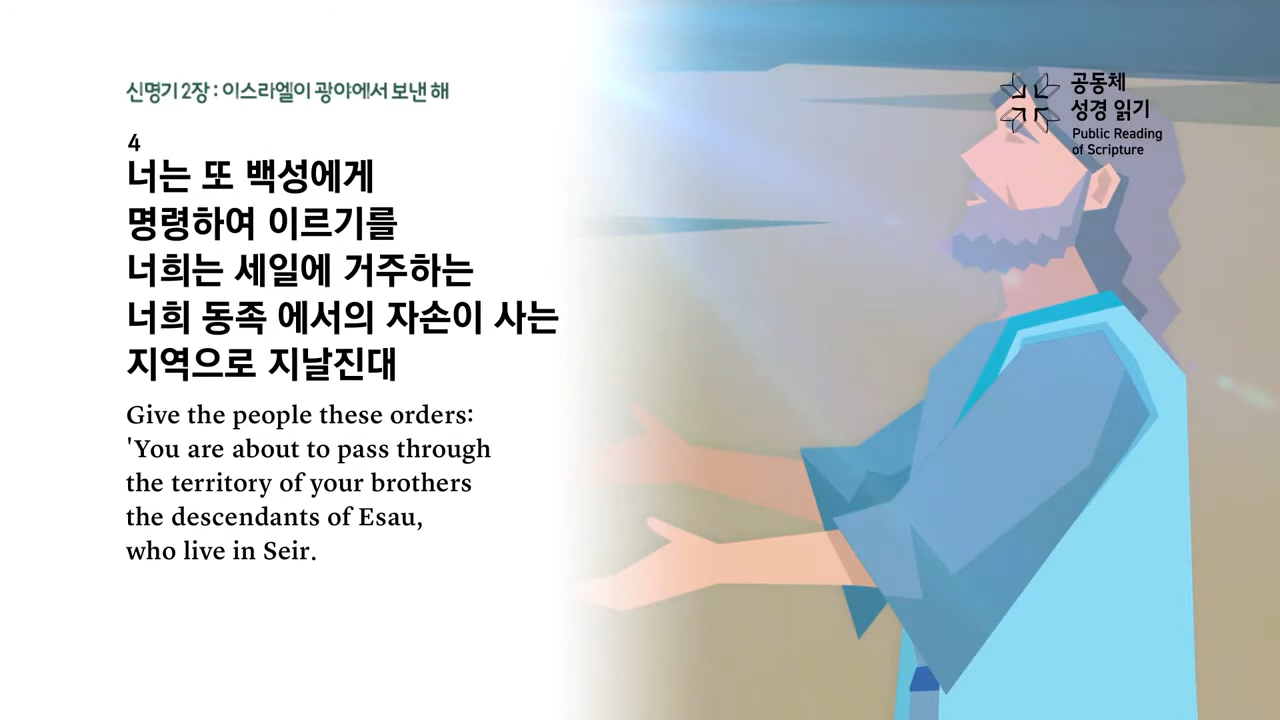 신명기 2장 : 이스라엘이 광야에서 보낸 해
4
너는 또 백성에게
명령하여 이르기를
너희는 세일에 거주하는
너희 동족 에서의 자손이 사는
지역으로 지날진대
Give the people these orders:
'You are about to pass through
the territory of your brothers
the descendants of Esau,
who live in Seir.
공동체
성경 읽기
Public Reading
of Scripture